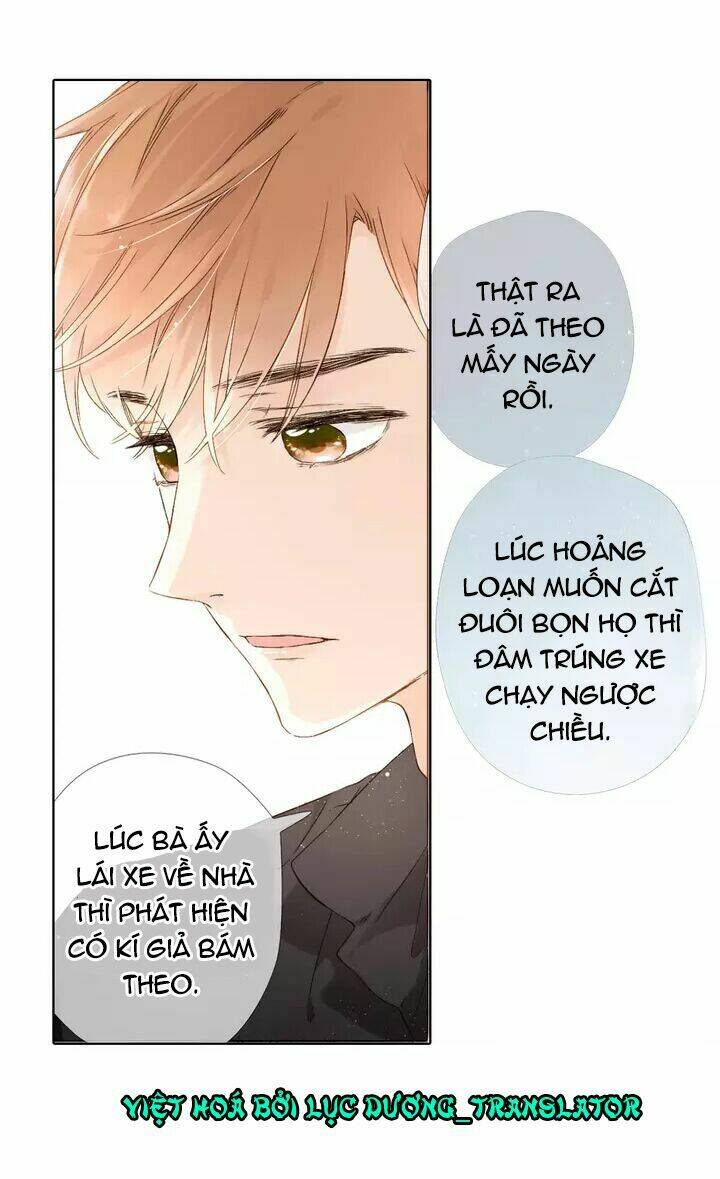 THẬT RA
LÀ ĐÃ THEO
MẤY NGÀY
RỒI.
LÚC HOẢNG
LOẠN MUỐN CẮT
ĐUÔI BỌN HỌ THÌ
ĐÂM TRÚNG XE
CHẠY NGƯỢC
CHIỀU.
LÚC BÀ ẤY
LÁI XE VỀ NHÀ
THÌ PHÁT HIỆN
CÓ KÍ GIẢ BÁM
THEO.
VIỆT HOÁ BỞI LỤC DƯƠNG_TRANSLATOR